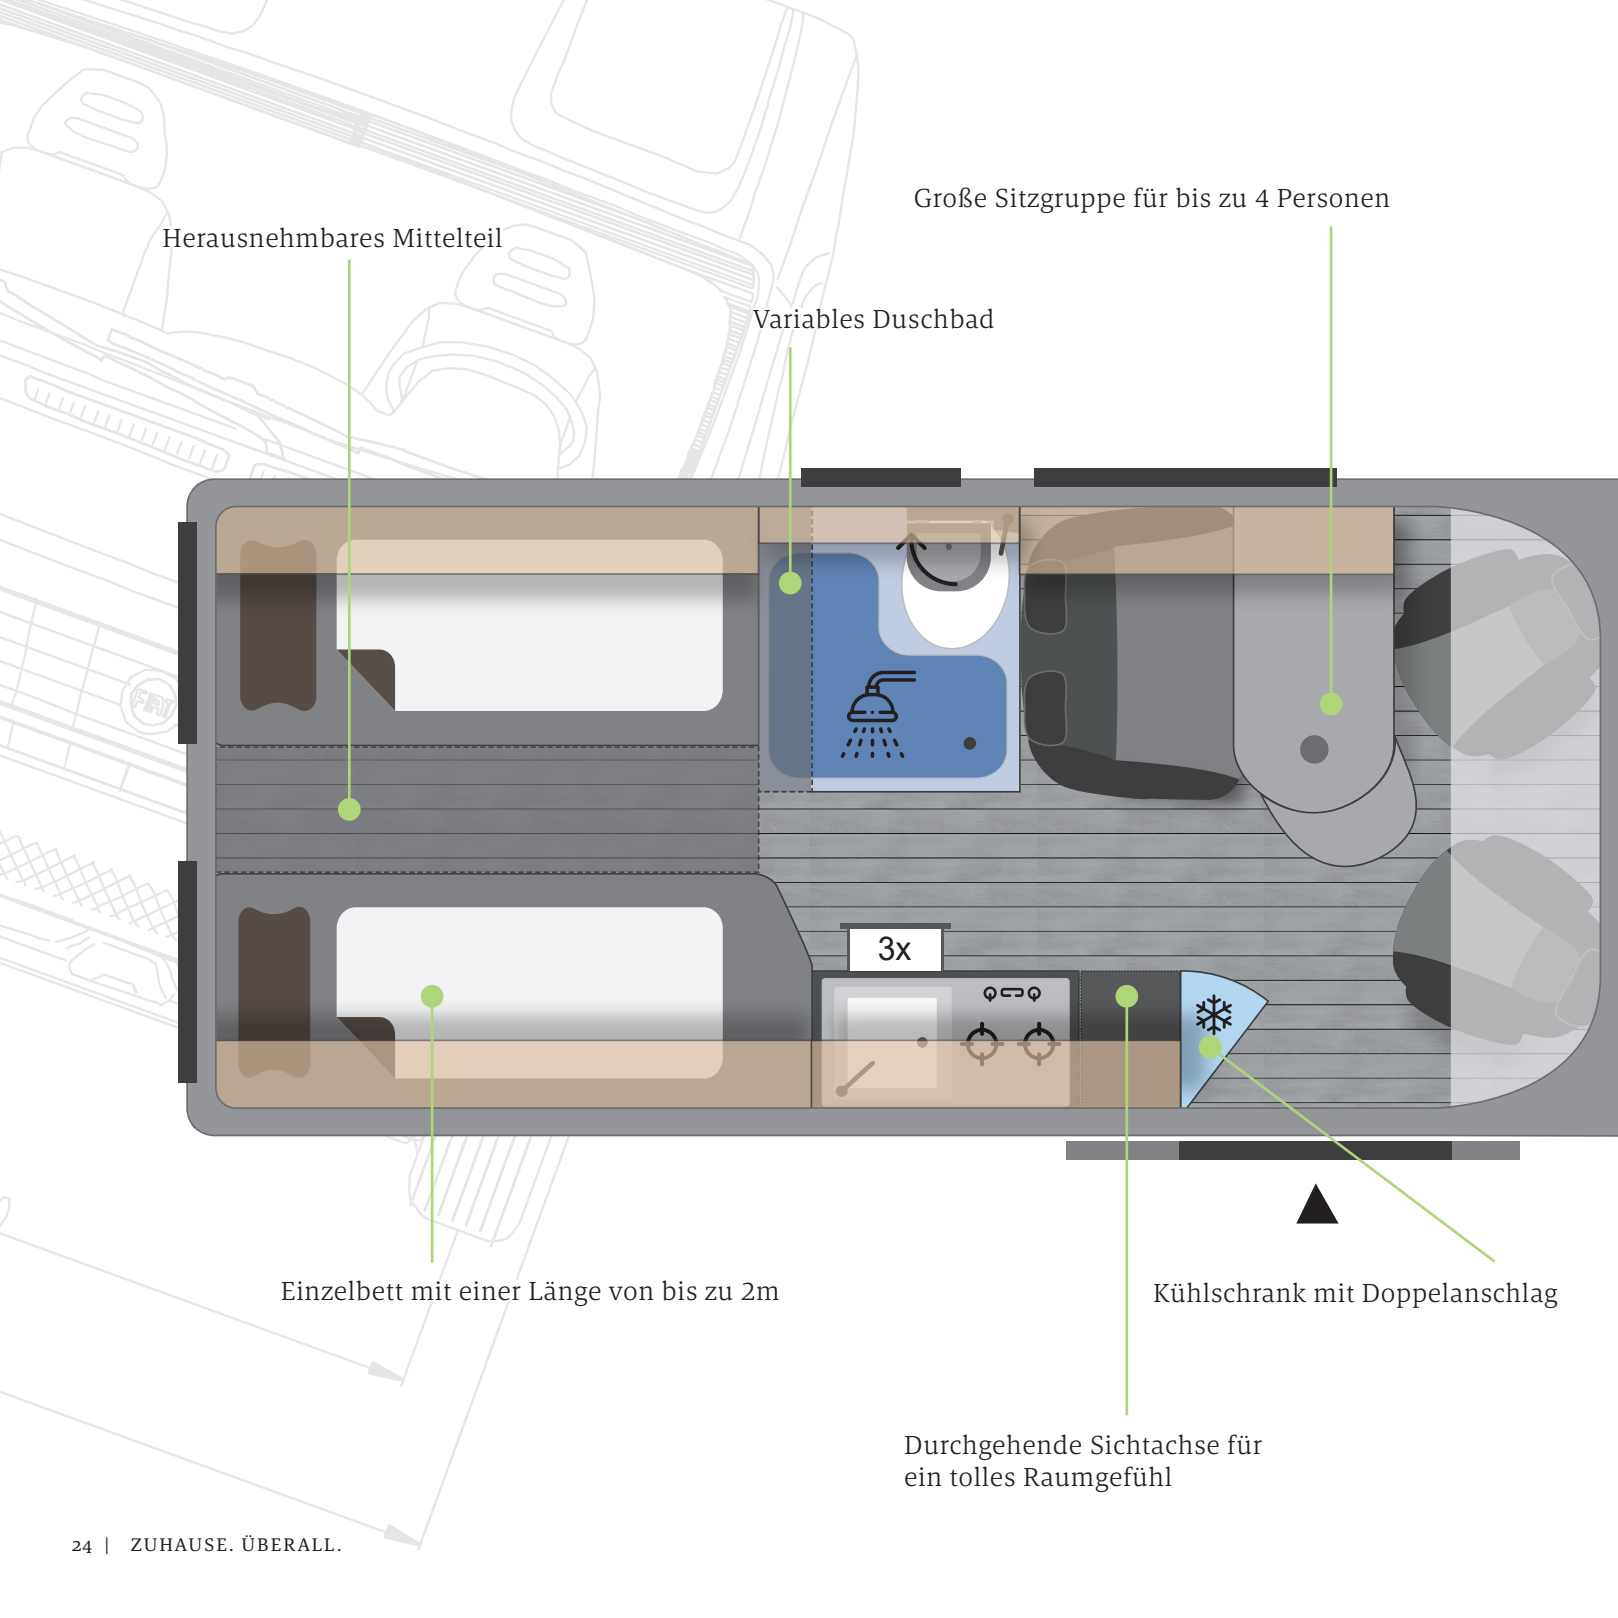 Große Sitzgruppe für bis zu 4 Personen
Herausnehmbares Mittelteil
Variables Duschbad
FIAT
3x
Einzelbett mit einer Länge von bis zu 2m
Kühlschrank mit Doppelanschlag
Durchgehende Sichtachse für
ein tolles Raumgefühl
24 | ZUHAUSE. ÜBERALL.